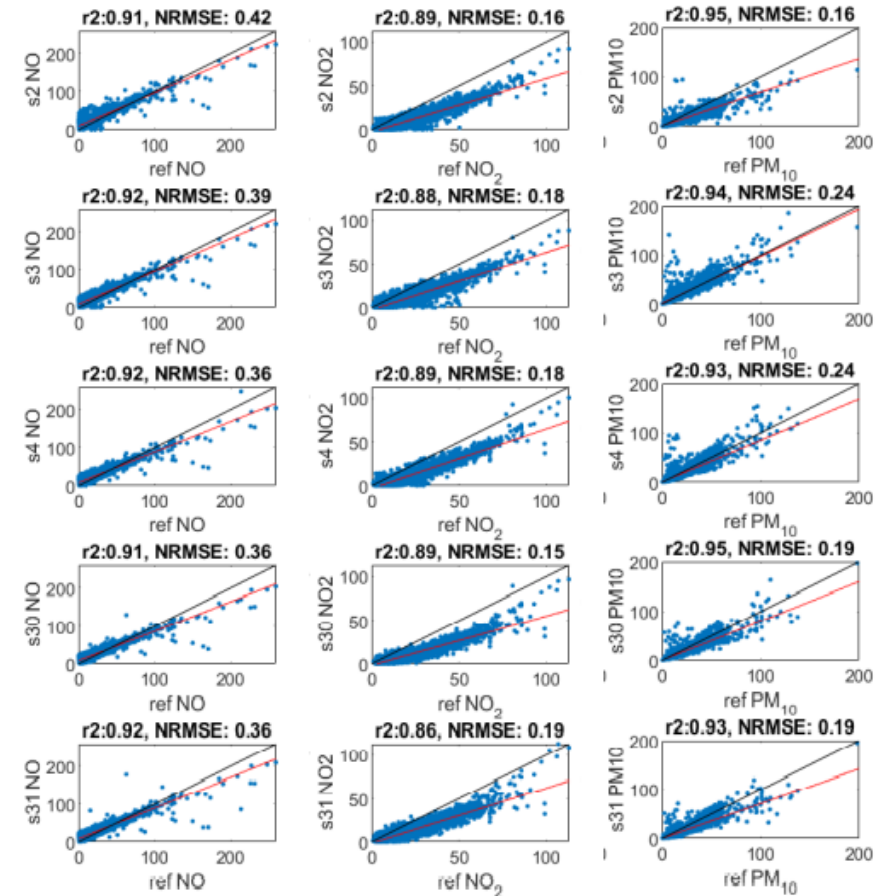 r2:0.91, NRMSE: 0.42
s2 NO
200
100
0
0 100 200
ref NO
r2:0.89, NRMSE: 0.16
s2 NO2
100
50
0
0 50 100
ref NO2
r2:0.95, NRMSE: 0.16
s2 PM10
200
100
0
0 100 200
ref PM10
r2:0.92, NRMSE: 0.39
s3 NO
200
100
0
0 100 200
ref NO
r2:0.88, NRMSE: 0.18
s3 NO2
100
50
0
0 50 100
ref NO2
r2:0.94, NRMSE: 0.24
s3 PM10
200
100
0
0 100 200
ref PM10
r2:0.92, NRMSE: 0.36
s4 NO
200
100
0
0 100 200
ref NO
r2:0.89, NRMSE: 0.18
s4 NO2
100
50
0
0 50 100
ref NO2
r2:0.93, NRMSE: 0.24
s4 PM10
200
100
0
0 100 200
ref PM10
r2:0.91, NRMSE: 0.36
s30 NO
200
100
0
0 100 200
ref NO
r2:0.89, NRMSE: 0.15
s30 NO2
100
50
0
0 50 100
ref NO2
r2:0.95, NRMSE: 0.19
s30 PM10
200
100
0
0 100 200
ref PM10
r2:0.92, NRMSE: 0.36
s31 NO
200
100
0
0 100 200
ref NO
r2:0.86, NRMSE: 0.19
s31 NO2
100
50
0
0 50 100
ref NO2
r2:0.93, NRMSE: 0.19
s31 PM10
200
100
0
0 100 200
ref PM10